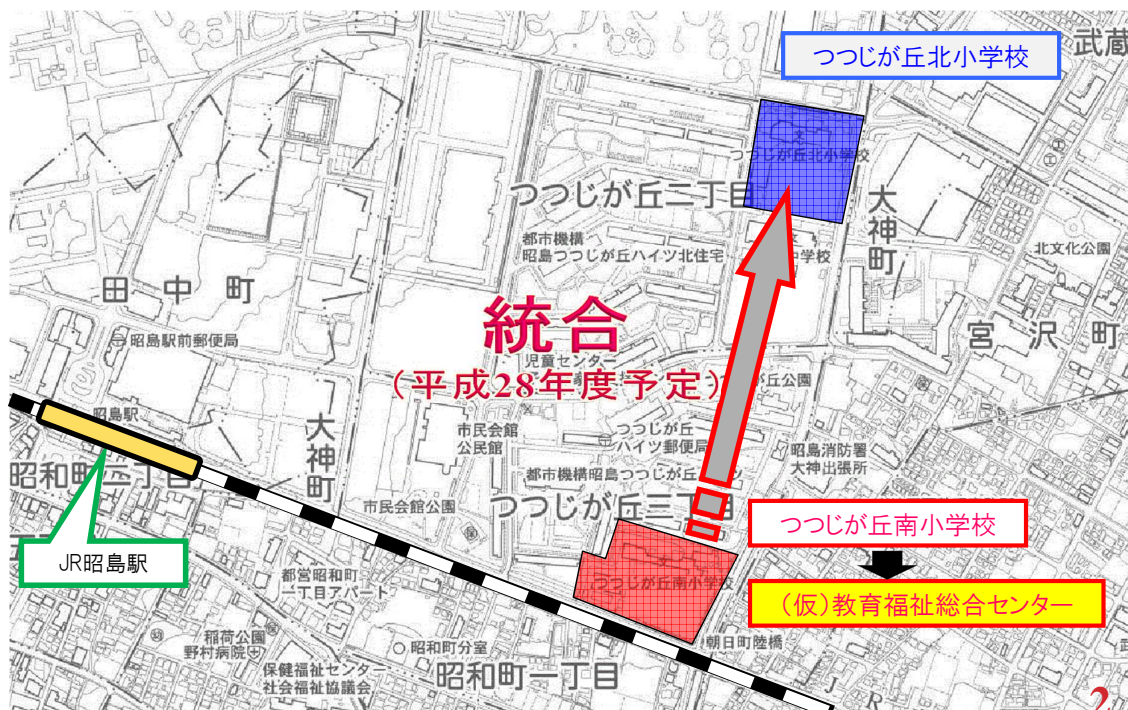 つつじが丘北小学校
武蔵
つつじが丘北小学校
つつじが丘二丁目
大神町
都市機構
昭島つつじが丘ハイツ北住宅
中学校
北文化公園
田中町
宮沢町
統合
昭島駅前郵便局
児童センター
(平成28年度予定)
が丘公園
昭島駅
大神町
市民会館
公民館
つつじが丘
ハイツ郵便局
昭島消防署
大神出張所
都市機構昭島つつじが丘
つつじが丘三丁目
市民会館公園
つつじが丘南小学校
JR昭島駅
つつじが丘南小学校
都営昭和町
一丁目アパート
(仮)教育福祉総合センター
稲荷公園
野村病院
昭和町分室
朝日町陸橋
保健福祉センター
社会福祉協議会
昭和町一丁目
JR
2